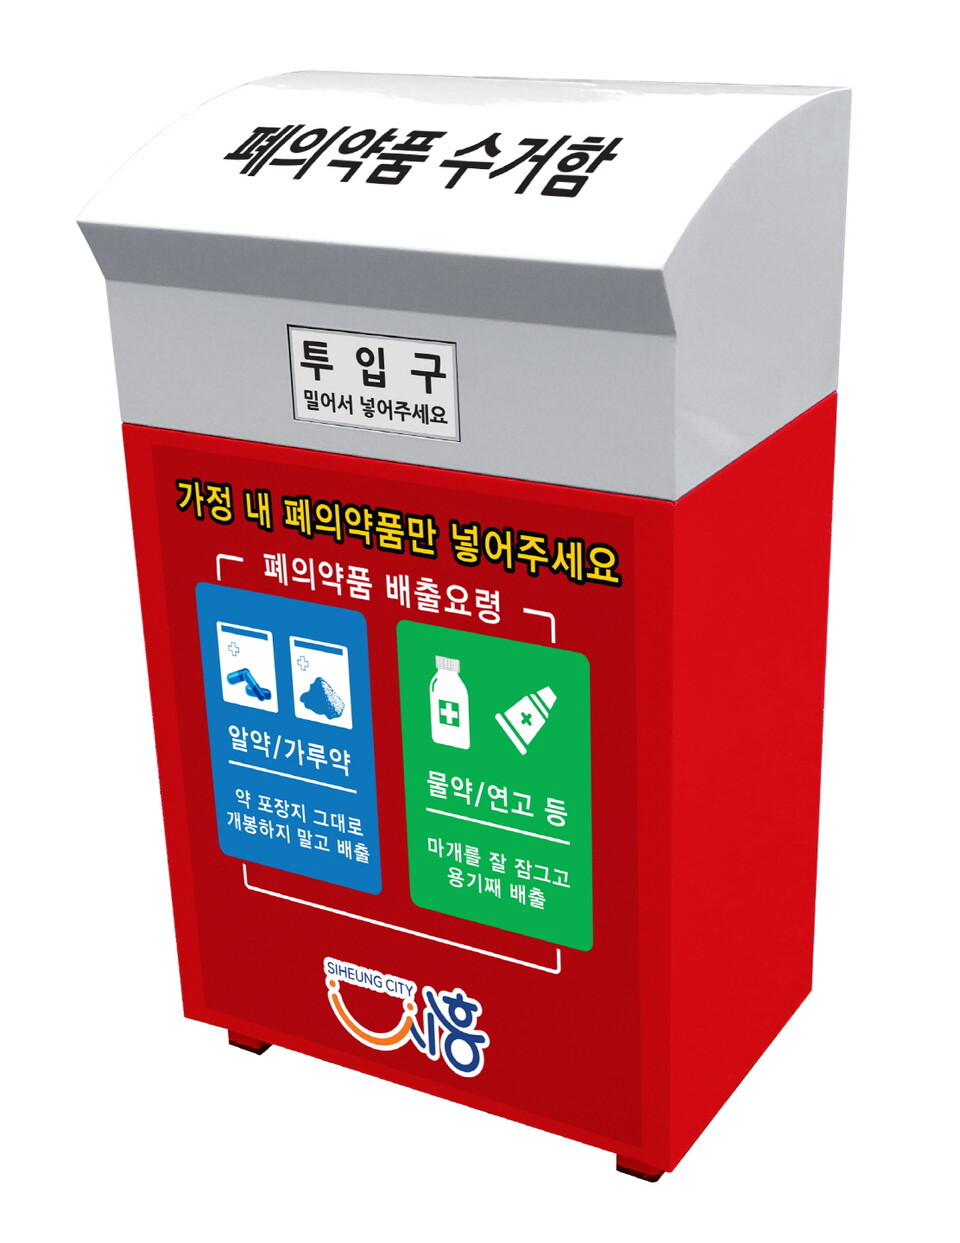 폐의약품 수거함
투 입 구
밀어서 넣어주세요
가정 내 폐의약품만 넣어주세요
폐의약품 배출요령
알약/가루약
약 포장지 그대로
개봉하지 말고 배출
물약/연고 등
마개를 잘 잠그고
용기째 배출
SIHEUNG CITY
시흥